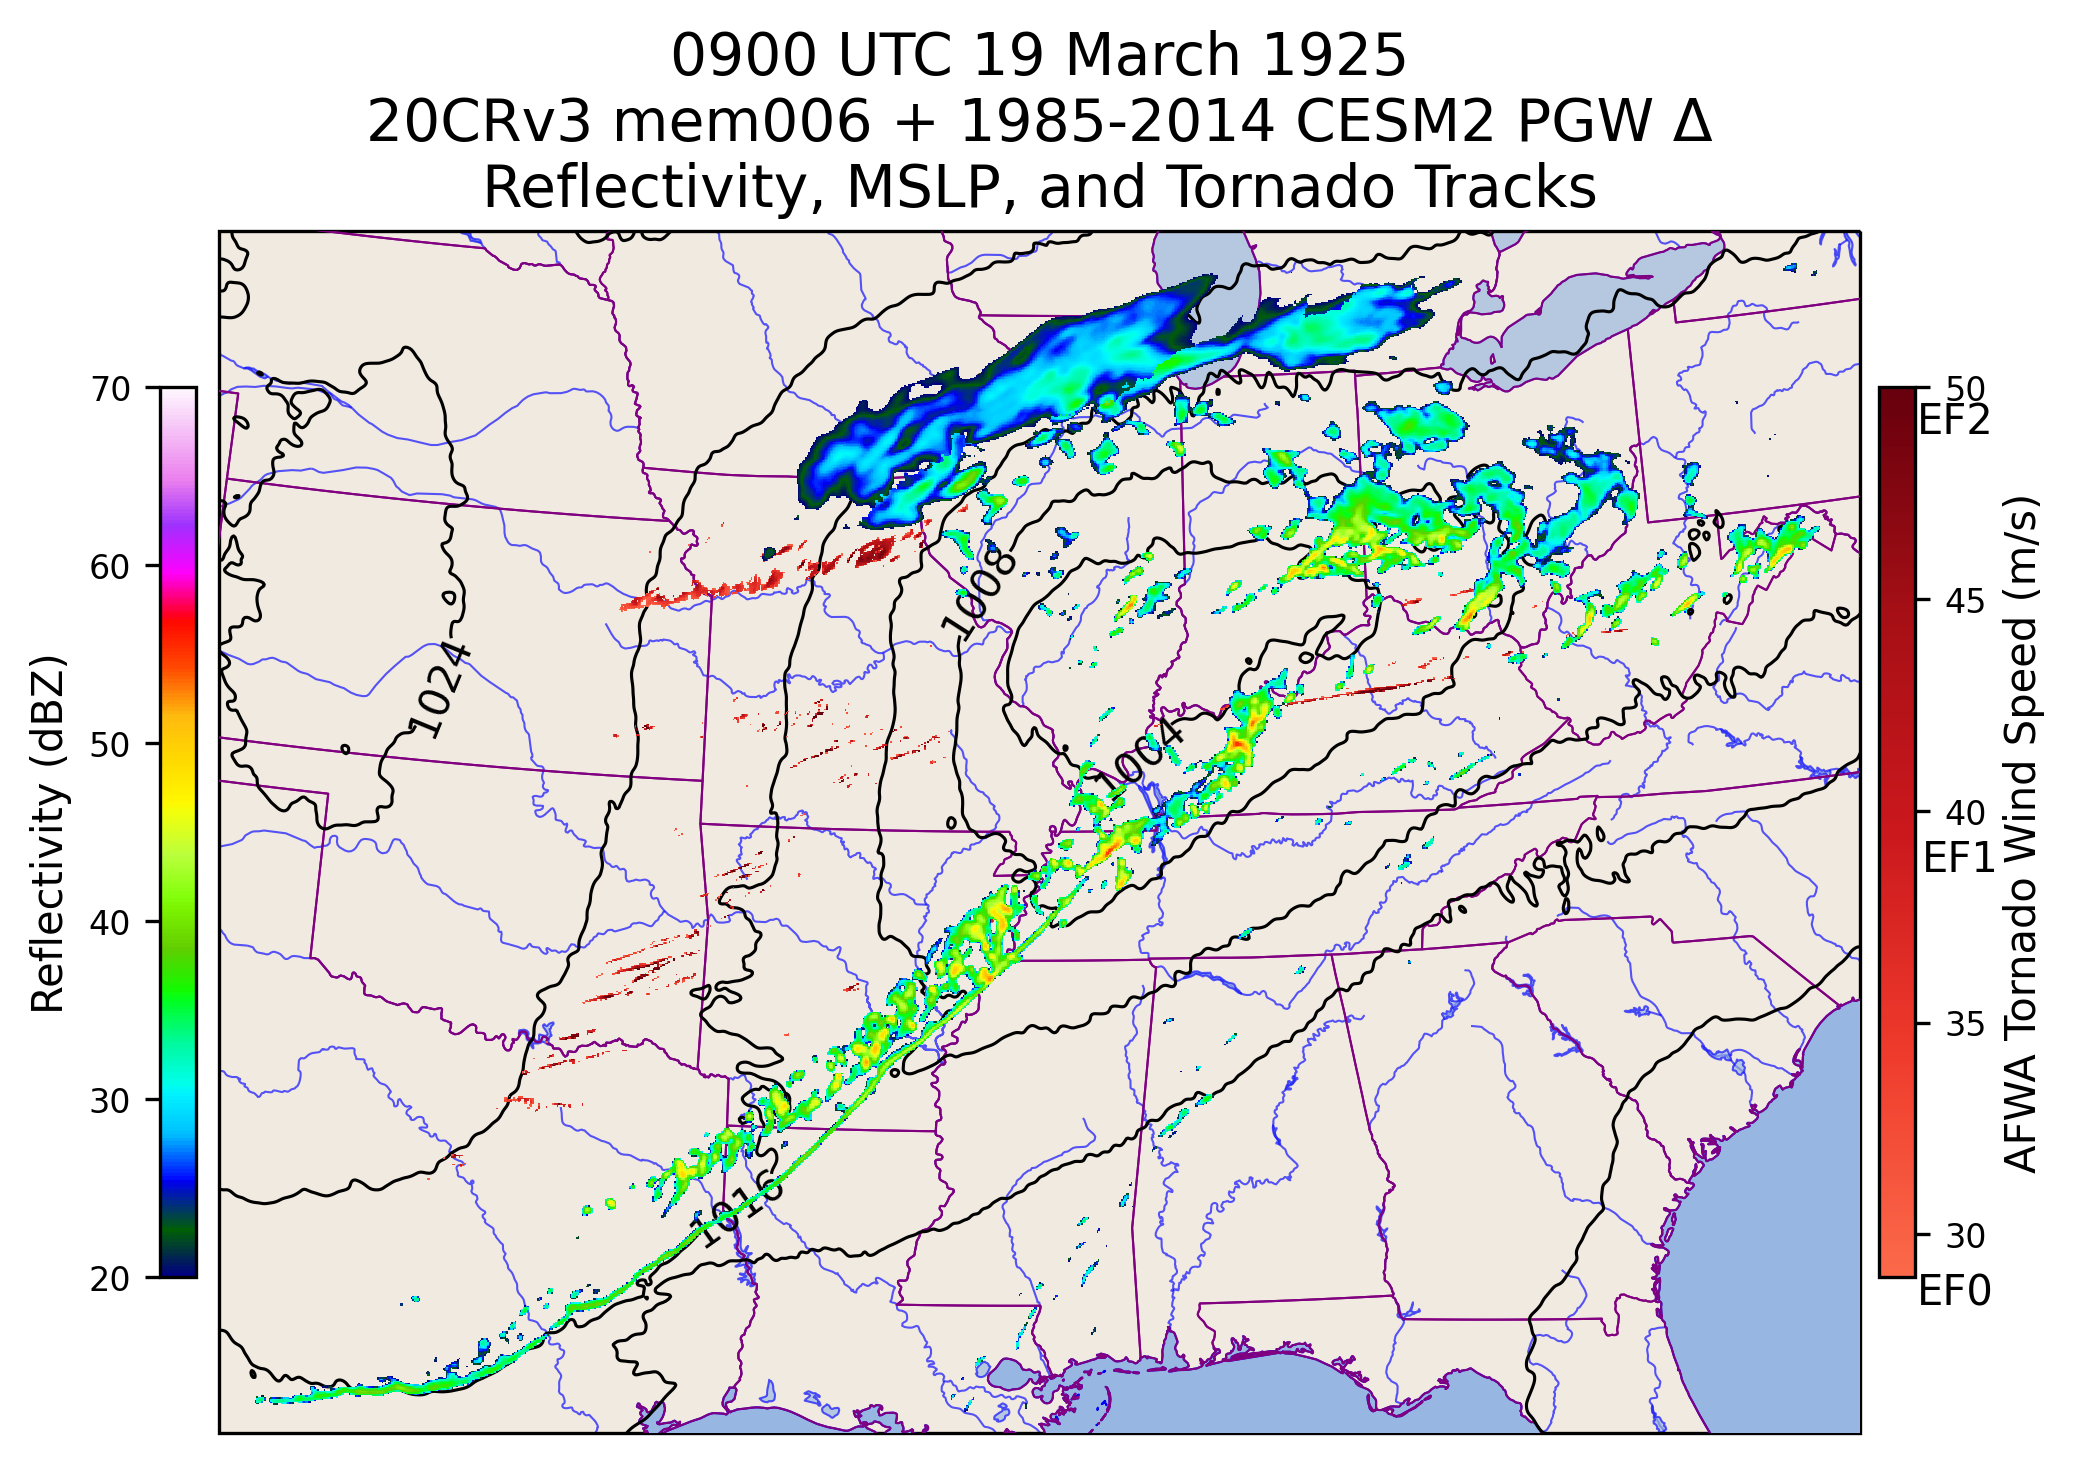 0900 UTC 19 March 1925
20CRv3 mem006 + 1985-2014 CESM2 PGW Δ
Reflectivity, MSLP, and Tornado Tracks
70
60
50
40
30
20
Reflectivity (dBZ)
1024
1008
1004
1016
50
EF2
45
40
EF1
35
30
EF0
AFWA Tornado Wind Speed (m/s)